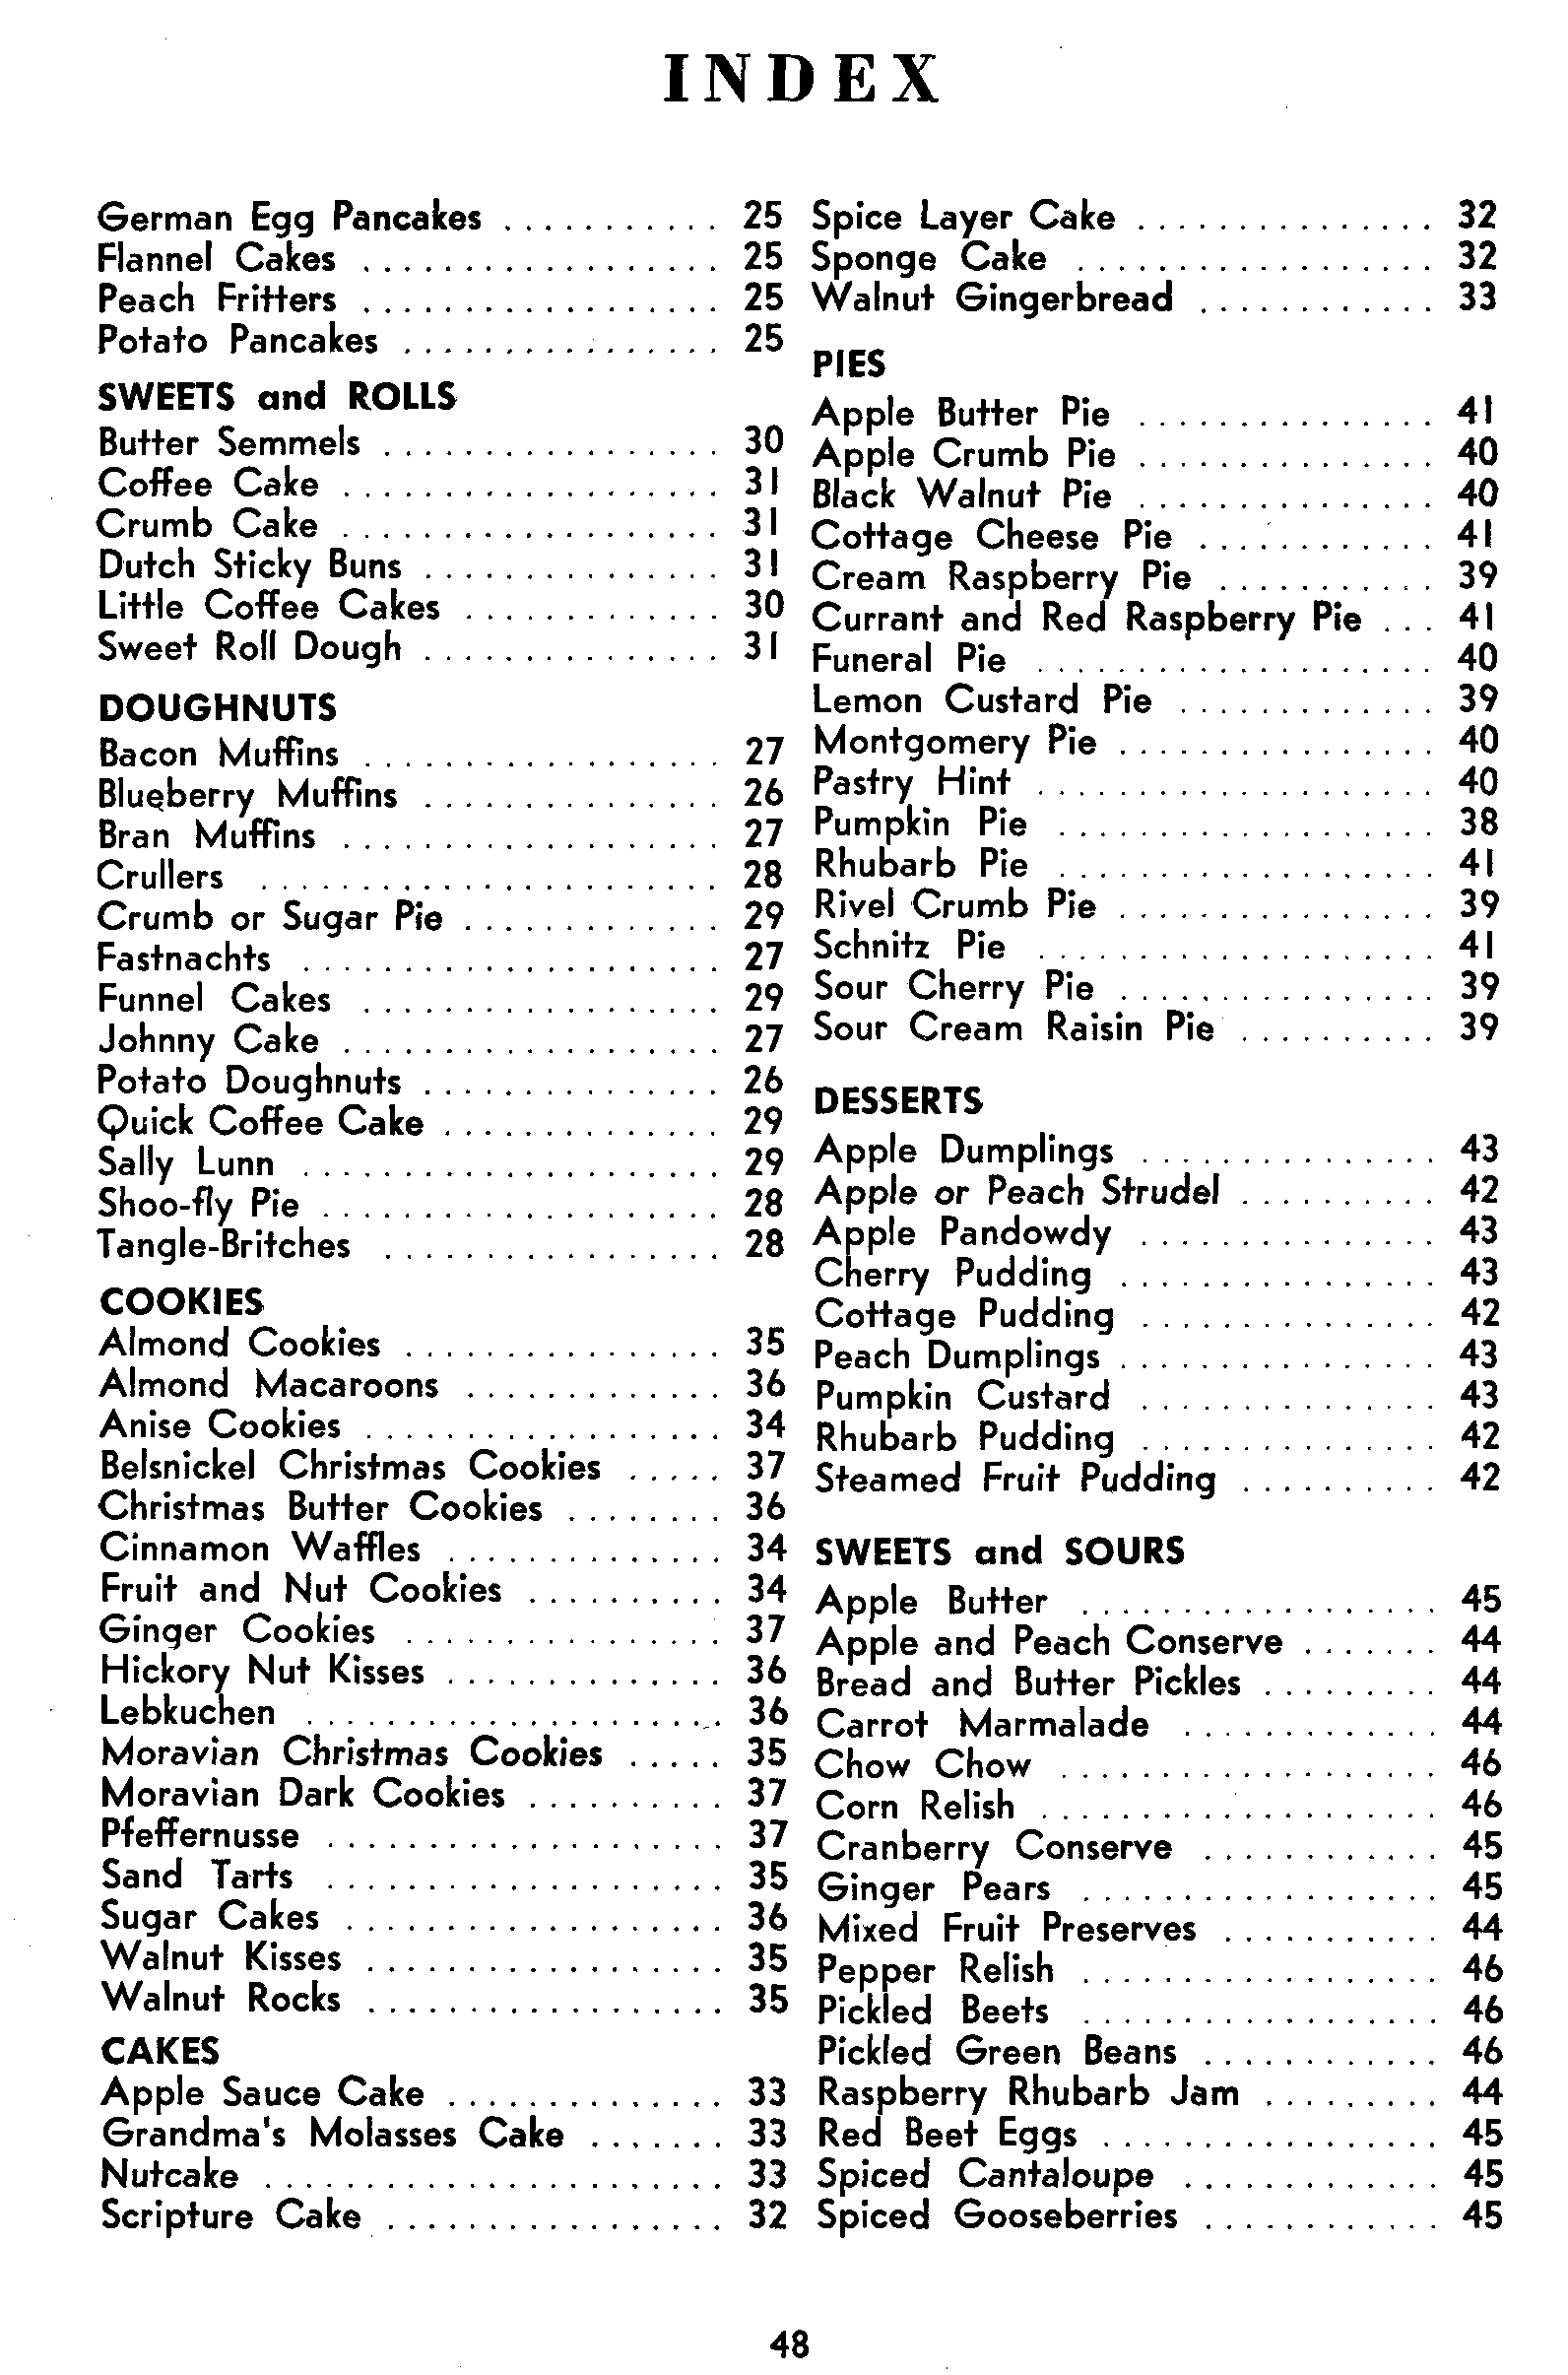 INDEX
German Egg Pancakes ........... 25
Flannel Cakes .................. 25
Peach Fritters .................. 25
Potato Pancakes ................ 25
SWEETS and ROLLS
Butter Semmels ................. 30
Coffee Cake ................... 31
Crumb Cake ................... 31
Dutch Sticky Buns ............... 31
Little Coffee Cakes ............. 30
Sweet Roll Dough ............... 31
DOUGHNUTS
Bacon Muffins .................. 27
Blueberry Muffins ............... 26
Bran Muffins ................... 27
Crullers ....................... 28
Crumb or Sugar Pie ............. 29
Fastnachts ..................... 27
Funnel Cakes .................. 29
Johnny Cake ................... 27
Potato Doughnuts ............... 26
Quick Coffee Cake .............. 29
Sally Lunn ..................... 29
Shoo-fly Pie .................... 28
Tangle-Britches ................. 28
COOKIES
Almond Cookies ................ 35
Almond Macaroons ............. 36
Anise Cookies .................. 34
Belsnickel Christmas Cookies ..... 37
Christmas Butter Cookies ........ 36
Cinnamon Waffles .............. 34
Fruit and Nut Cookies .......... 34
Ginger Cookies ................ 37
Hickory Nut Kisses .............. 36
Lebkuchen ..................... 36
Moravian Christmas Cookies ..... 35
Moravian Dark Cookies .......... 37
Pfeffernusse .................... 37
Sand Tarts .................... 35
Sugar Cakes ................... 36
Walnut Kisses .................. 35
Walnut Rocks .................. 35
CAKES
Apple Sauce Cake .............. 33
Grandma's Molasses Cake ....... 33
Nutcake ....................... 33
Scripture Cake ................. 32
Spice Layer Cake ............... 32
Sponge Cake .................. 32
Walnut Gingerbread ............ 33
PIES
Apple Butter Pie ............... 41
Apple Crumb Pie ............... 40
Black Walnut Pie ............... 40
Cottage Cheese Pie ............ 41
Cream Raspberry Pie ........... 39
Currant and Red Raspberry Pie ... 41
Funeral Pie .................... 40
Lemon Custard Pie ............. 39
Montgomery Pie ................ 40
Pastry Hint .................... 40
Pumpkin Pie ................... 38
Rhubarb Pie ................... 41
Rivel Crumb Pie ................ 39
Schnitz Pie .................... 41
Sour Cherry Pie ................ 39
Sour Cream Raisin Pie .......... 39
DESSERTS
Apple Dumplings ............... 43
Apple or Peach Strudel .......... 42
Apple Pandowdy ............... 43
Cherry Pudding ................ 43
Cottage Pudding ............... 42
Peach Dumplings ................ 43
Pumpkin Custard ............... 43
Rhubarb Pudding ............... 42
Steamed Fruit Pudding .......... 42
SWEETS and SOURS
Apple Butter .................. 45
Apple and Peach Conserve ....... 44
Bread and Butter Pickles ......... 44
Carrot Marmalade ............. 44
Chow Chow ................... 46
Corn Relish .................... 46
Cranberry Conserve ............ 45
Ginger Pears .................. 45
Mixed Fruit Preserves ........... 44
Pepper Relish .................. 46
Pickled Beets .................. 46
Pickled Green Beans ............ 46
Raspberry Rhubarb Jam ......... 44
Red Beet Eggs ................. 45
Spiced Cantaloupe ............. 45
Spiced Gooseberries ............ 45
48